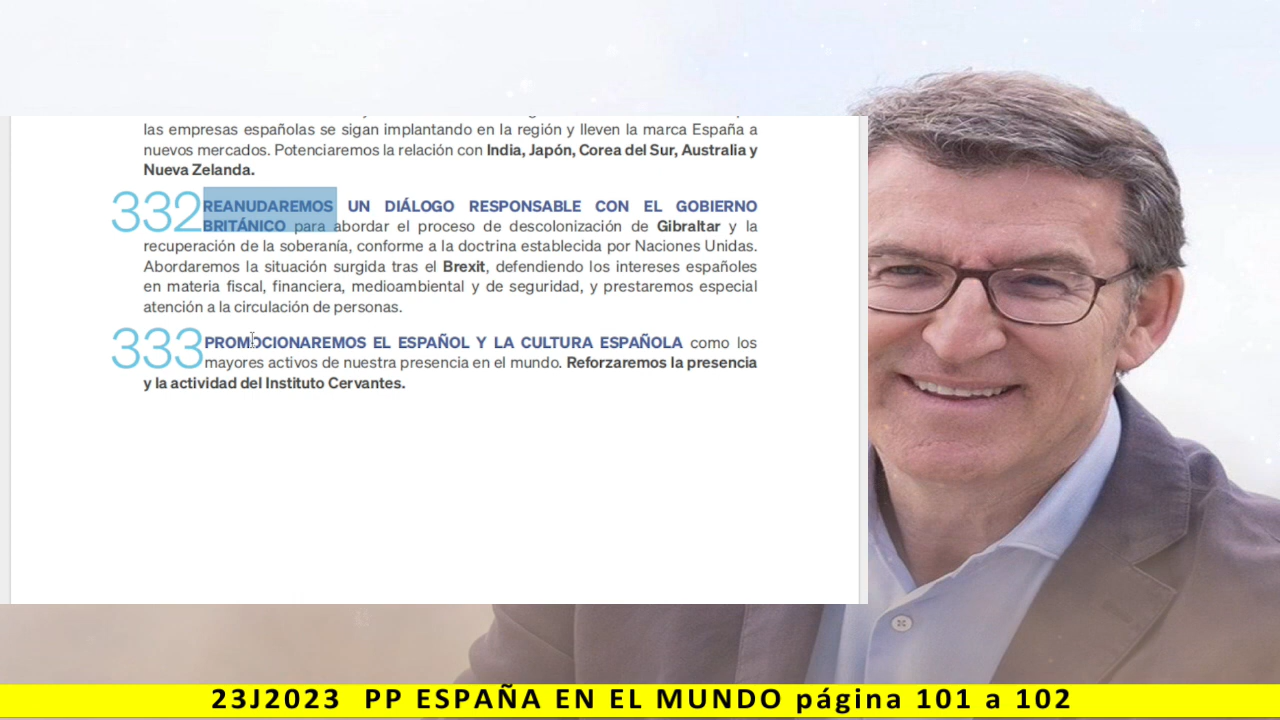 las empresas españolas se sigan implantando en la región y lleven la marca España a
nuevos mercados. Potenciaremos la relación con India, Japón, Corea del Sur, Australia y
Nueva Zelanda.
332 REANUDAREMOS UN DIÁLOGO RESPONSABLE CON EL GOBIERNO
BRITÁNICO para abordar el proceso de descolonización de Gibraltar y la
recuperación de la soberanía, conforme a la doctrina establecida por Naciones Unidas.
Abordaremos la situación surgida tras el Brexit, defendiendo los intereses españoles
en materia fiscal, financiera, medioambiental y de seguridad, y prestaremos especial
atención a la circulación de personas.
333 PROMOCIONAREMOS EL ESPAÑOL Y LA CULTURA ESPAÑOLA como los
mayores activos de nuestra presencia en el mundo. Reforzaremos la presencia
y la actividad del Instituto Cervantes.
23J2023 PP ESPAÑA EN EL MUNDO página 101 a 102